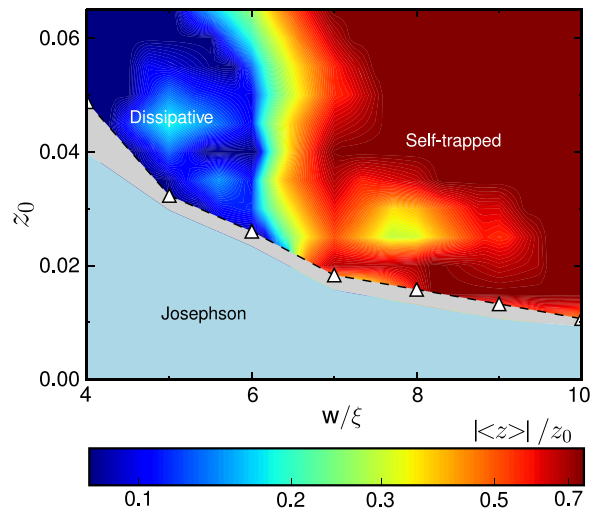 0.06
Dissipative
Self-trapped
0.04
z₀
0.02
Josephson
0.00
4 6 8 10
w/ξ
|<z>| /z₀
0.1 0.2 0.3 0.5 0.7